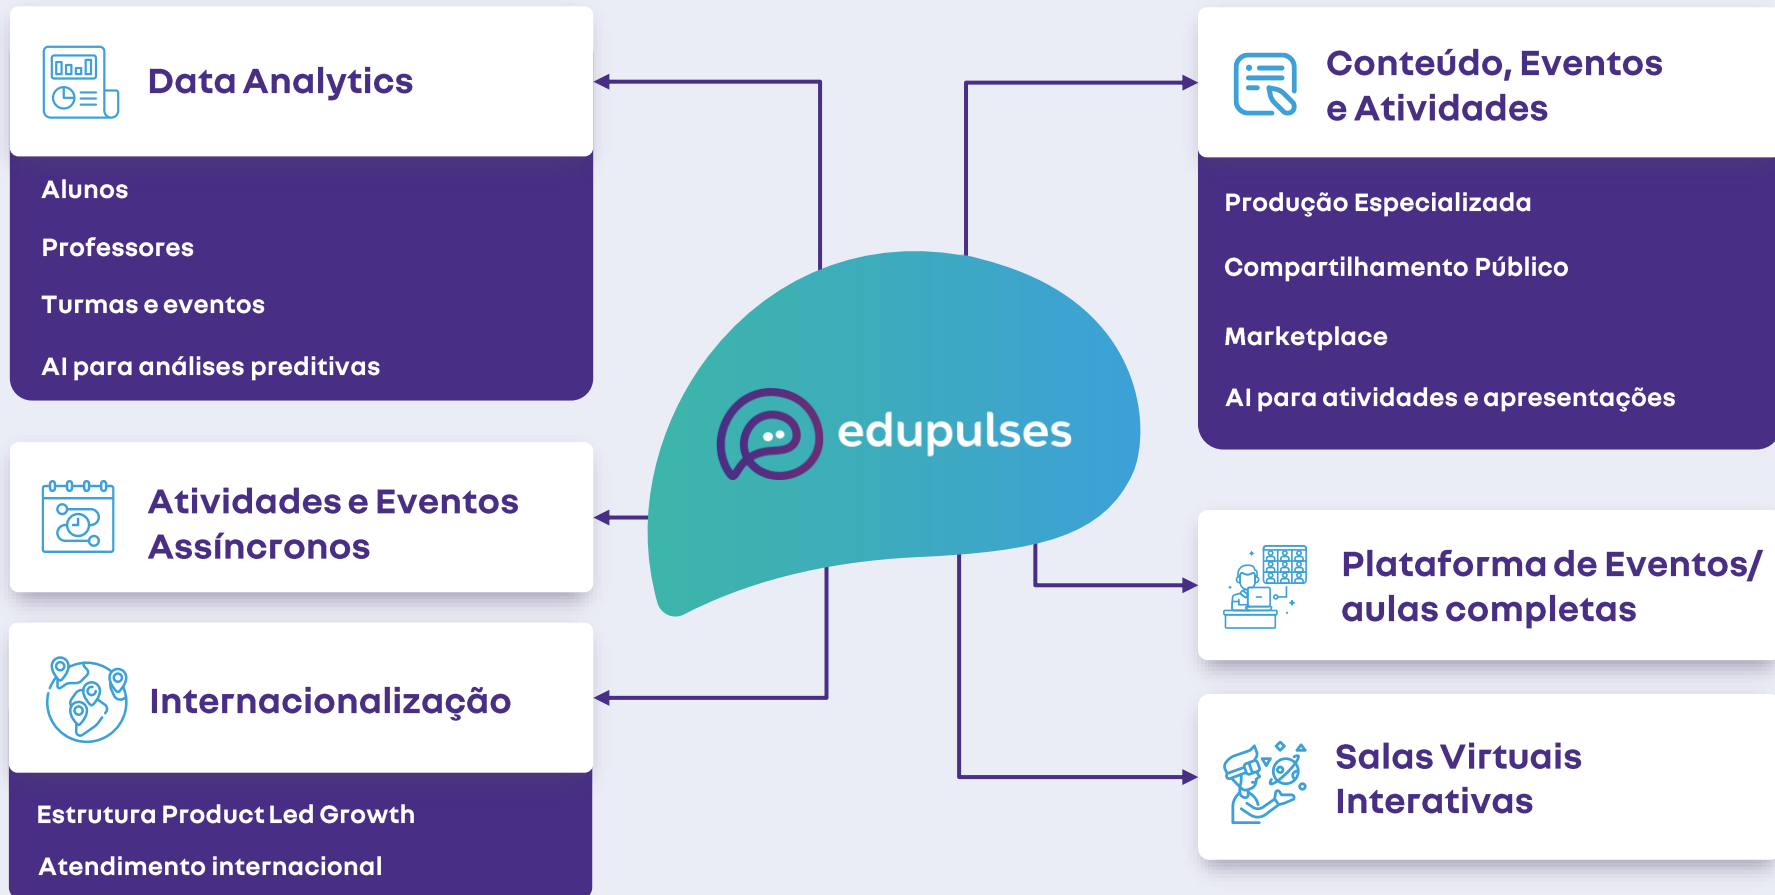 Data Analytics
Alunos
Professores
Turmas e eventos
AI para análises preditivas
Atividades e Eventos
Assíncronos
Internacionalização
Estrutura Product Led Growth
Atendimento internacional
edupulses
Conteúdo, Eventos
e Atividades
Produção Especializada
Compartilhamento Público
Marketplace
AI para atividades e apresentações
Plataforma de Eventos/
aulas completas
Salas Virtuais
Interativas